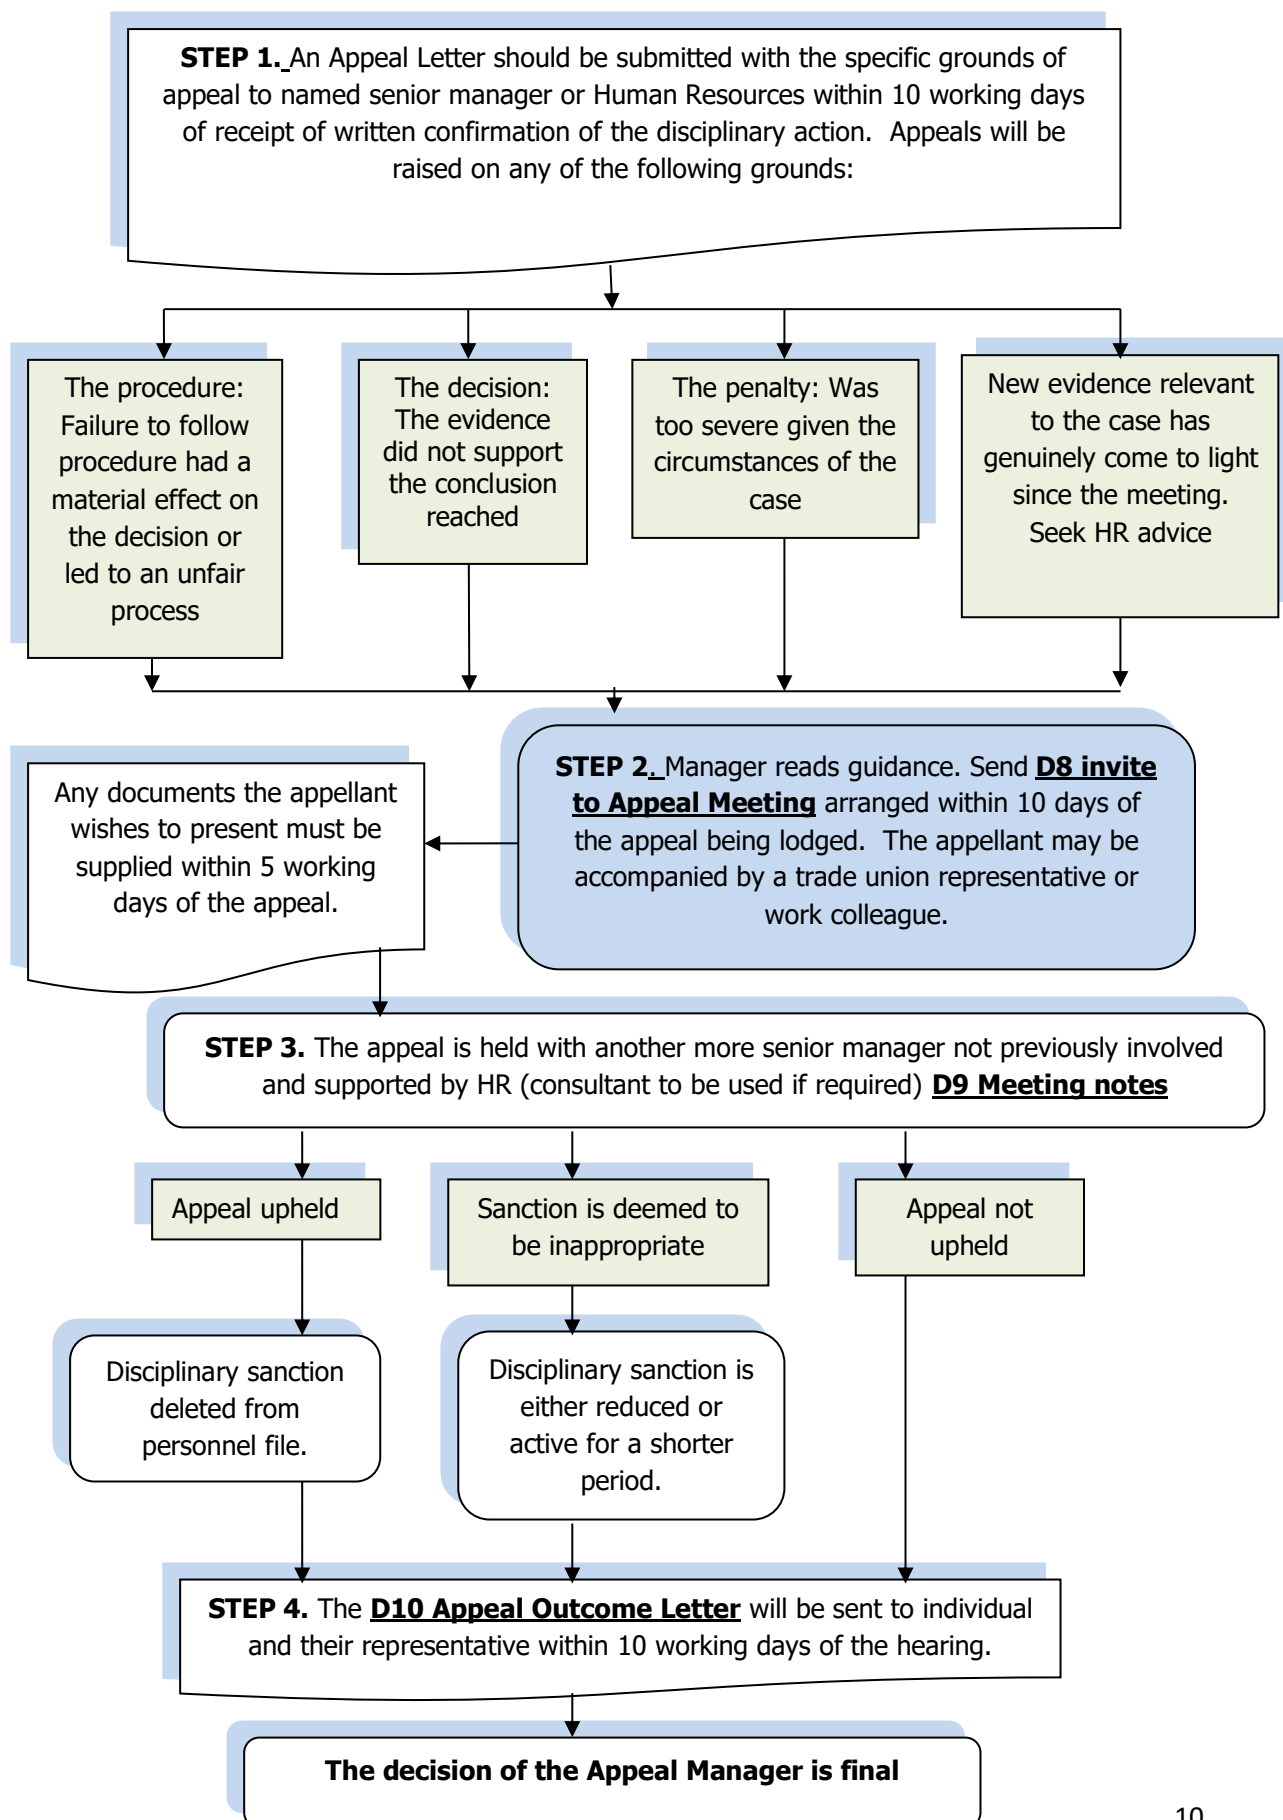 STEP 1. An Appeal Letter should be submitted with the specific grounds of
appeal to named senior manager or Human Resources within 10 working days
of receipt of written confirmation of the disciplinary action.  Appeals will be
raised on any of the following grounds:
The procedure:
Failure to follow
procedure had a
material effect on
the decision or
led to an unfair
process
The decision:
The evidence
did not support
the conclusion
reached
The penalty: Was
too severe given the
circumstances of the
case
New evidence relevant
to the case has
genuinely come to light
since the meeting.
Seek HR advice
STEP 2. Manager reads guidance. Send D8 invite
to Appeal Meeting arranged within 10 days of
the appeal being lodged.  The appellant may be
accompanied by a trade union representative or
work colleague.
Any documents the appellant
wishes to present must be
supplied within 5 working
days of the appeal.
STEP 3. The appeal is held with another more senior manager not previously involved
and supported by HR (consultant to be used if required) D9 Meeting notes
Appeal upheld
Sanction is deemed to
be inappropriate
Appeal not
upheld
Disciplinary sanction
deleted from
personnel file.
Disciplinary sanction is
either reduced or
active for a shorter
period.
STEP 4. The D10 Appeal Outcome Letter will be sent to individual
and their representative within 10 working days of the hearing.
The decision of the Appeal Manager is final
10